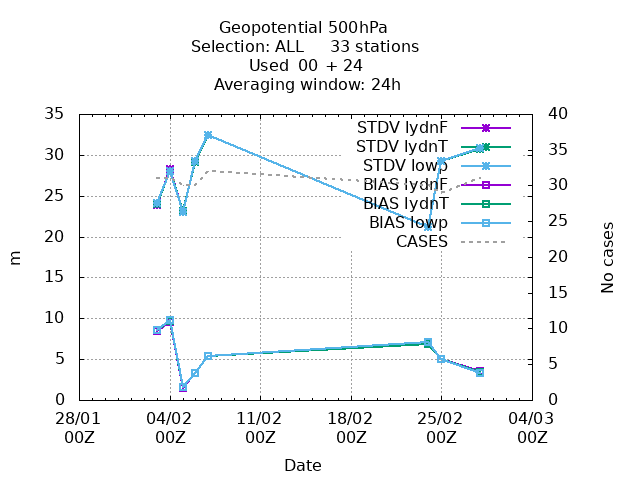 Geopotential 500hPa
Selection: ALL 33 stations
Used 00 + 24
Averaging window: 24h
35
30
25
20
15
10
5
0
m
40
35
30
25
20
15
10
5
0
No cases
STDV lydnF
STDV lydnT
STDV lowp
BIAS lydnF
BIAS lydnT
BIAS lowp
CASES
28/01 04/02 11/02 18/02 25/02 04/03
00Z 00Z 00Z 00Z 00Z 00Z
Date